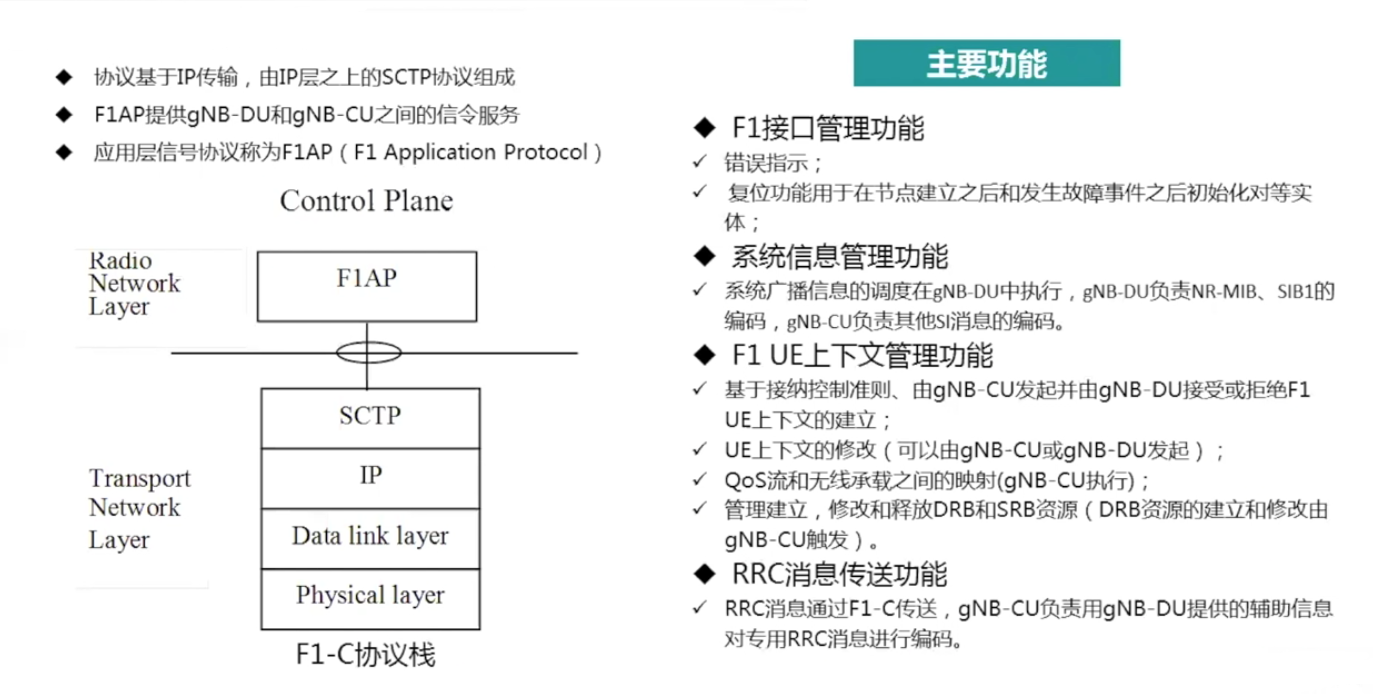 ◆ 协议基于IP传输，由IP层之上的SCTP协议组成
◆ F1AP提供gNB-DU和gNB-CU之间的信令服务
◆ 应用层信号协议称为F1AP（F1 Application Protocol）
Control Plane
Radio
Network
Layer
F1AP
SCTP
IP
Data link layer
Physical layer
Transport
Network
Layer
F1-C协议栈
主要功能
◆ F1接口管理功能
✓ 错误指示；
✓ 复位功能用于在节点建立之后和发生故障事件之后初始化对等实
体；
◆ 系统信息管理功能
✓ 系统广播信息的调度在gNB-DU中执行，gNB-DU负责NR-MIB、SIB1的
编码，gNB-CU负责其他SI消息的编码。
◆ F1 UE上下文管理功能
✓ 基于接纳控制准则、由gNB-CU发起并由gNB-DU接受或拒绝F1
UE上下文的建立；
✓ UE上下文的修改（可以由gNB-CU或gNB-DU发起）；
✓ QoS流和无线承载之间的映射(gNB-CU执行)；
✓ 管理建立，修改和释放DRB和SRB资源（DRB资源的建立和修改由
gNB-CU触发）。
◆ RRC消息传送功能
✓ RRC消息通过F1-C传送，gNB-CU负责用gNB-DU提供的辅助信息
对专用RRC消息进行编码。